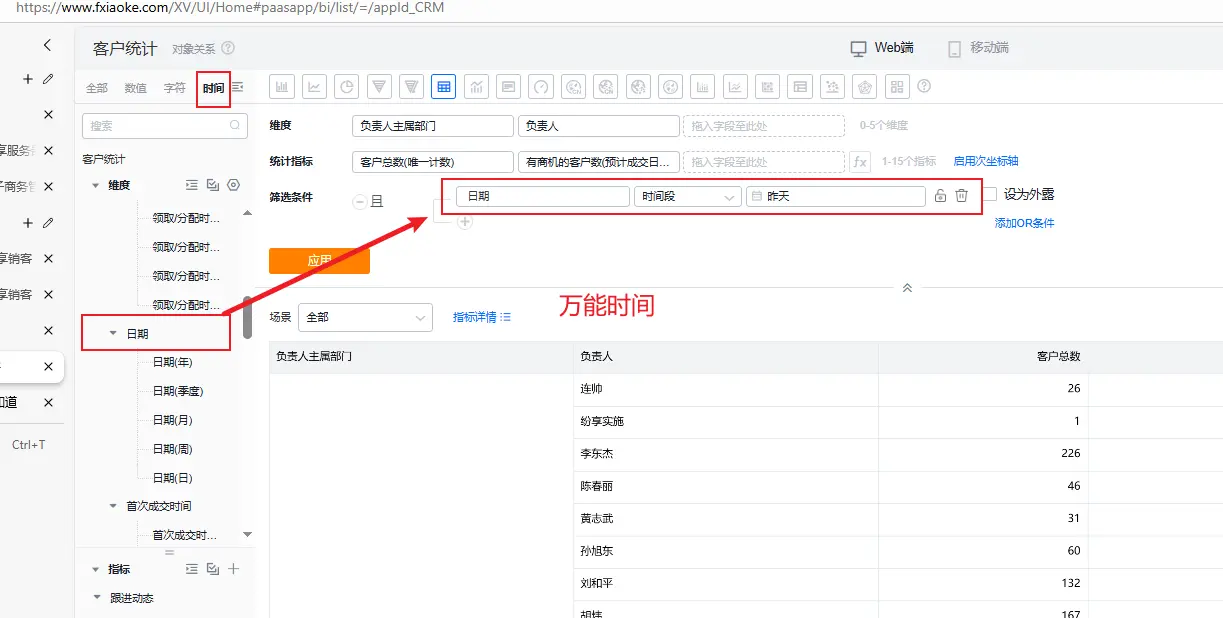 https://www.fxiaoke.com/XV/UI/Home#paasapp/bi/list/=/appId_CRM
客户统计 对象关系 Web端 移动端
全部 数值 字符 时间
搜索
客户统计
维度
领取/分配时...
领取/分配时...
领取/分配时...
领取/分配时...
日期
日期(年)
日期(季度)
日期(月)
日期(周)
日期(日)
首次成交时间
首次成交时...
指标
跟进动态
享服务
子商务
享销客
享销客
知道
Ctrl+T
维度 负责人主属部门 负责人 拖入字段至此处 0-5个维度
统计指标 客户总数(唯一计数) 有商机的客户数(预计成交日... 拖入字段至此处 fx 1-15个指标 启用次坐标轴
筛选条件 且 日期 时间段 昨天 设为外露
添加OR条件
应用
万能时间
场景 全部 指标详情
负责人主属部门 负责人 客户总数
连帅 26
纷享实施 1
李东杰 226
陈春丽 46
黄志武 31
孙旭东 60
刘和平 132
167